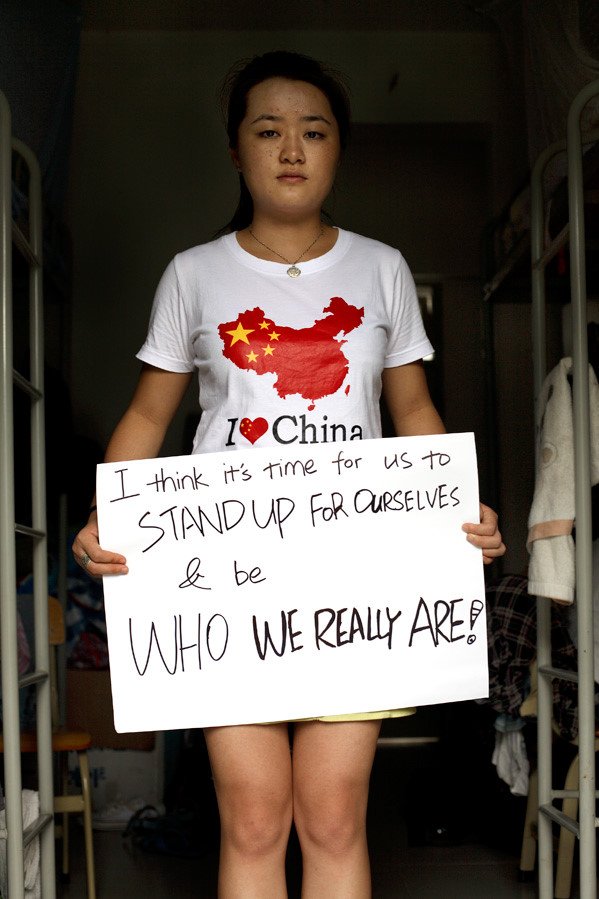 I ❤ China
I think it's time for us to
STAND UP FOR OURSELVES
& be
WHO WE REALLY ARE!